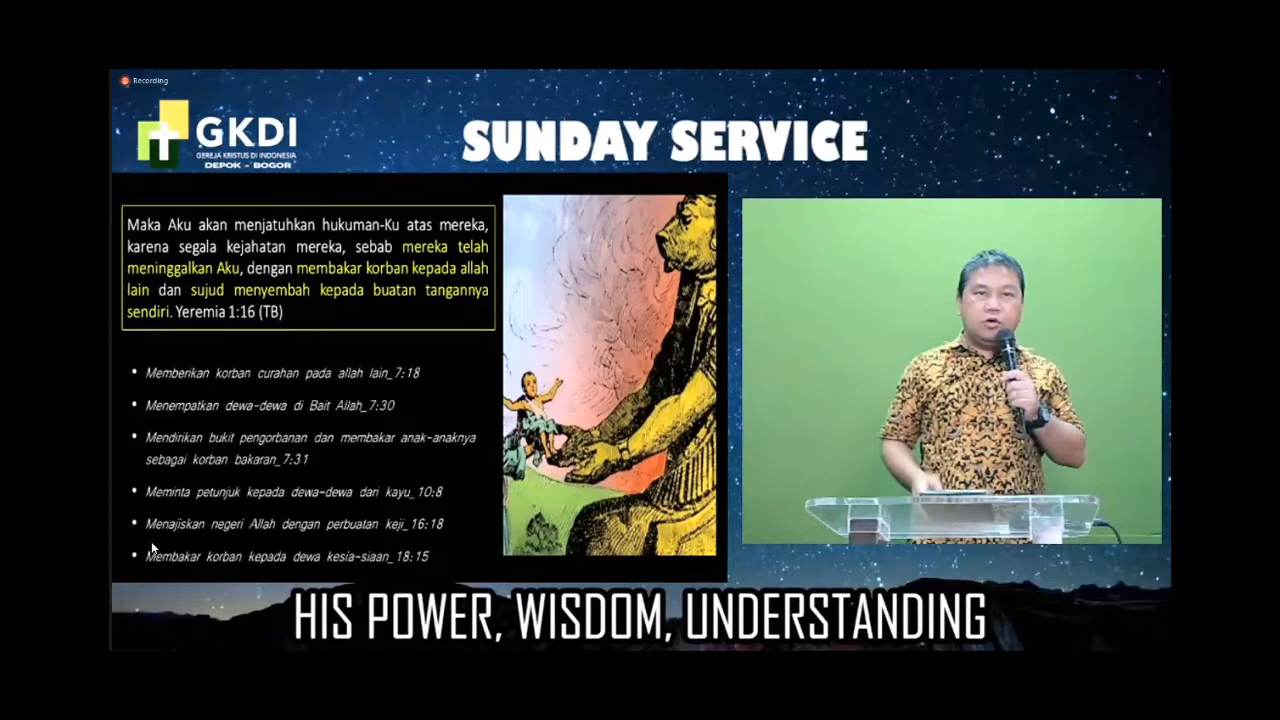 Recording
GKDI
GEREJA KRISTUS DI INDONESIA
DEPOK - BOGOR
SUNDAY SERVICE
Maka Aku akan menjatuhkan hukuman-Ku atas mereka,
karena segala kejahatan mereka, sebab mereka telah
meninggalkan Aku, dengan membakar korban kepada allah
lain dan sujud menyembah kepada buatan tangannya
sendiri. Yeremia 1:16 (TB)
• Memberikan korban curahan pada allah lain_7:18
• Menempatkan dewa-dewa di Bait Allah_7:30
• Mendirikan bukit pengorbanan dan membakar anak-anaknya
sebagai korban bakaran_7:31
• Meminta petunjuk kepada dewa-dewa dari kayu_10:8
• Menajiskan negeri Allah dengan perbuatan keji_16:18
• Membakar korban kepada dewa kesia-siaan_18:15
HIS POWER, WISDOM, UNDERSTANDING